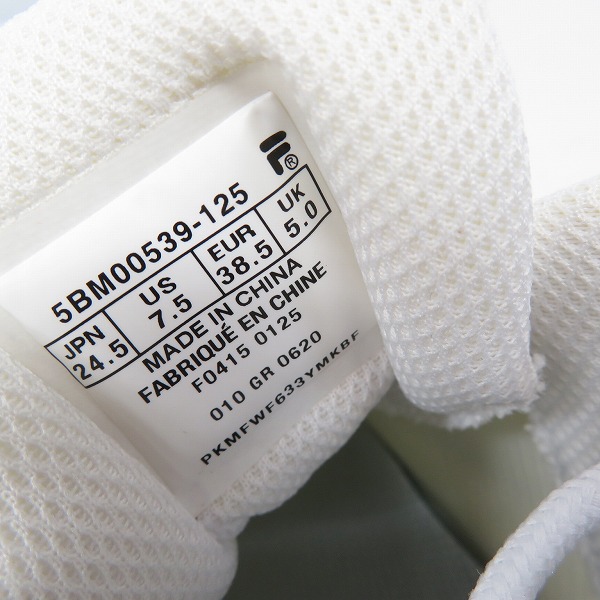 F®
5BM00539-125
JPN US EUR UK
24.5 7.5 38.5 5.0
MADE IN CHINA
FABRIQUÉ EN CHINE
F0415 0125
010 GR 0620
PKMFWF633YMKBF